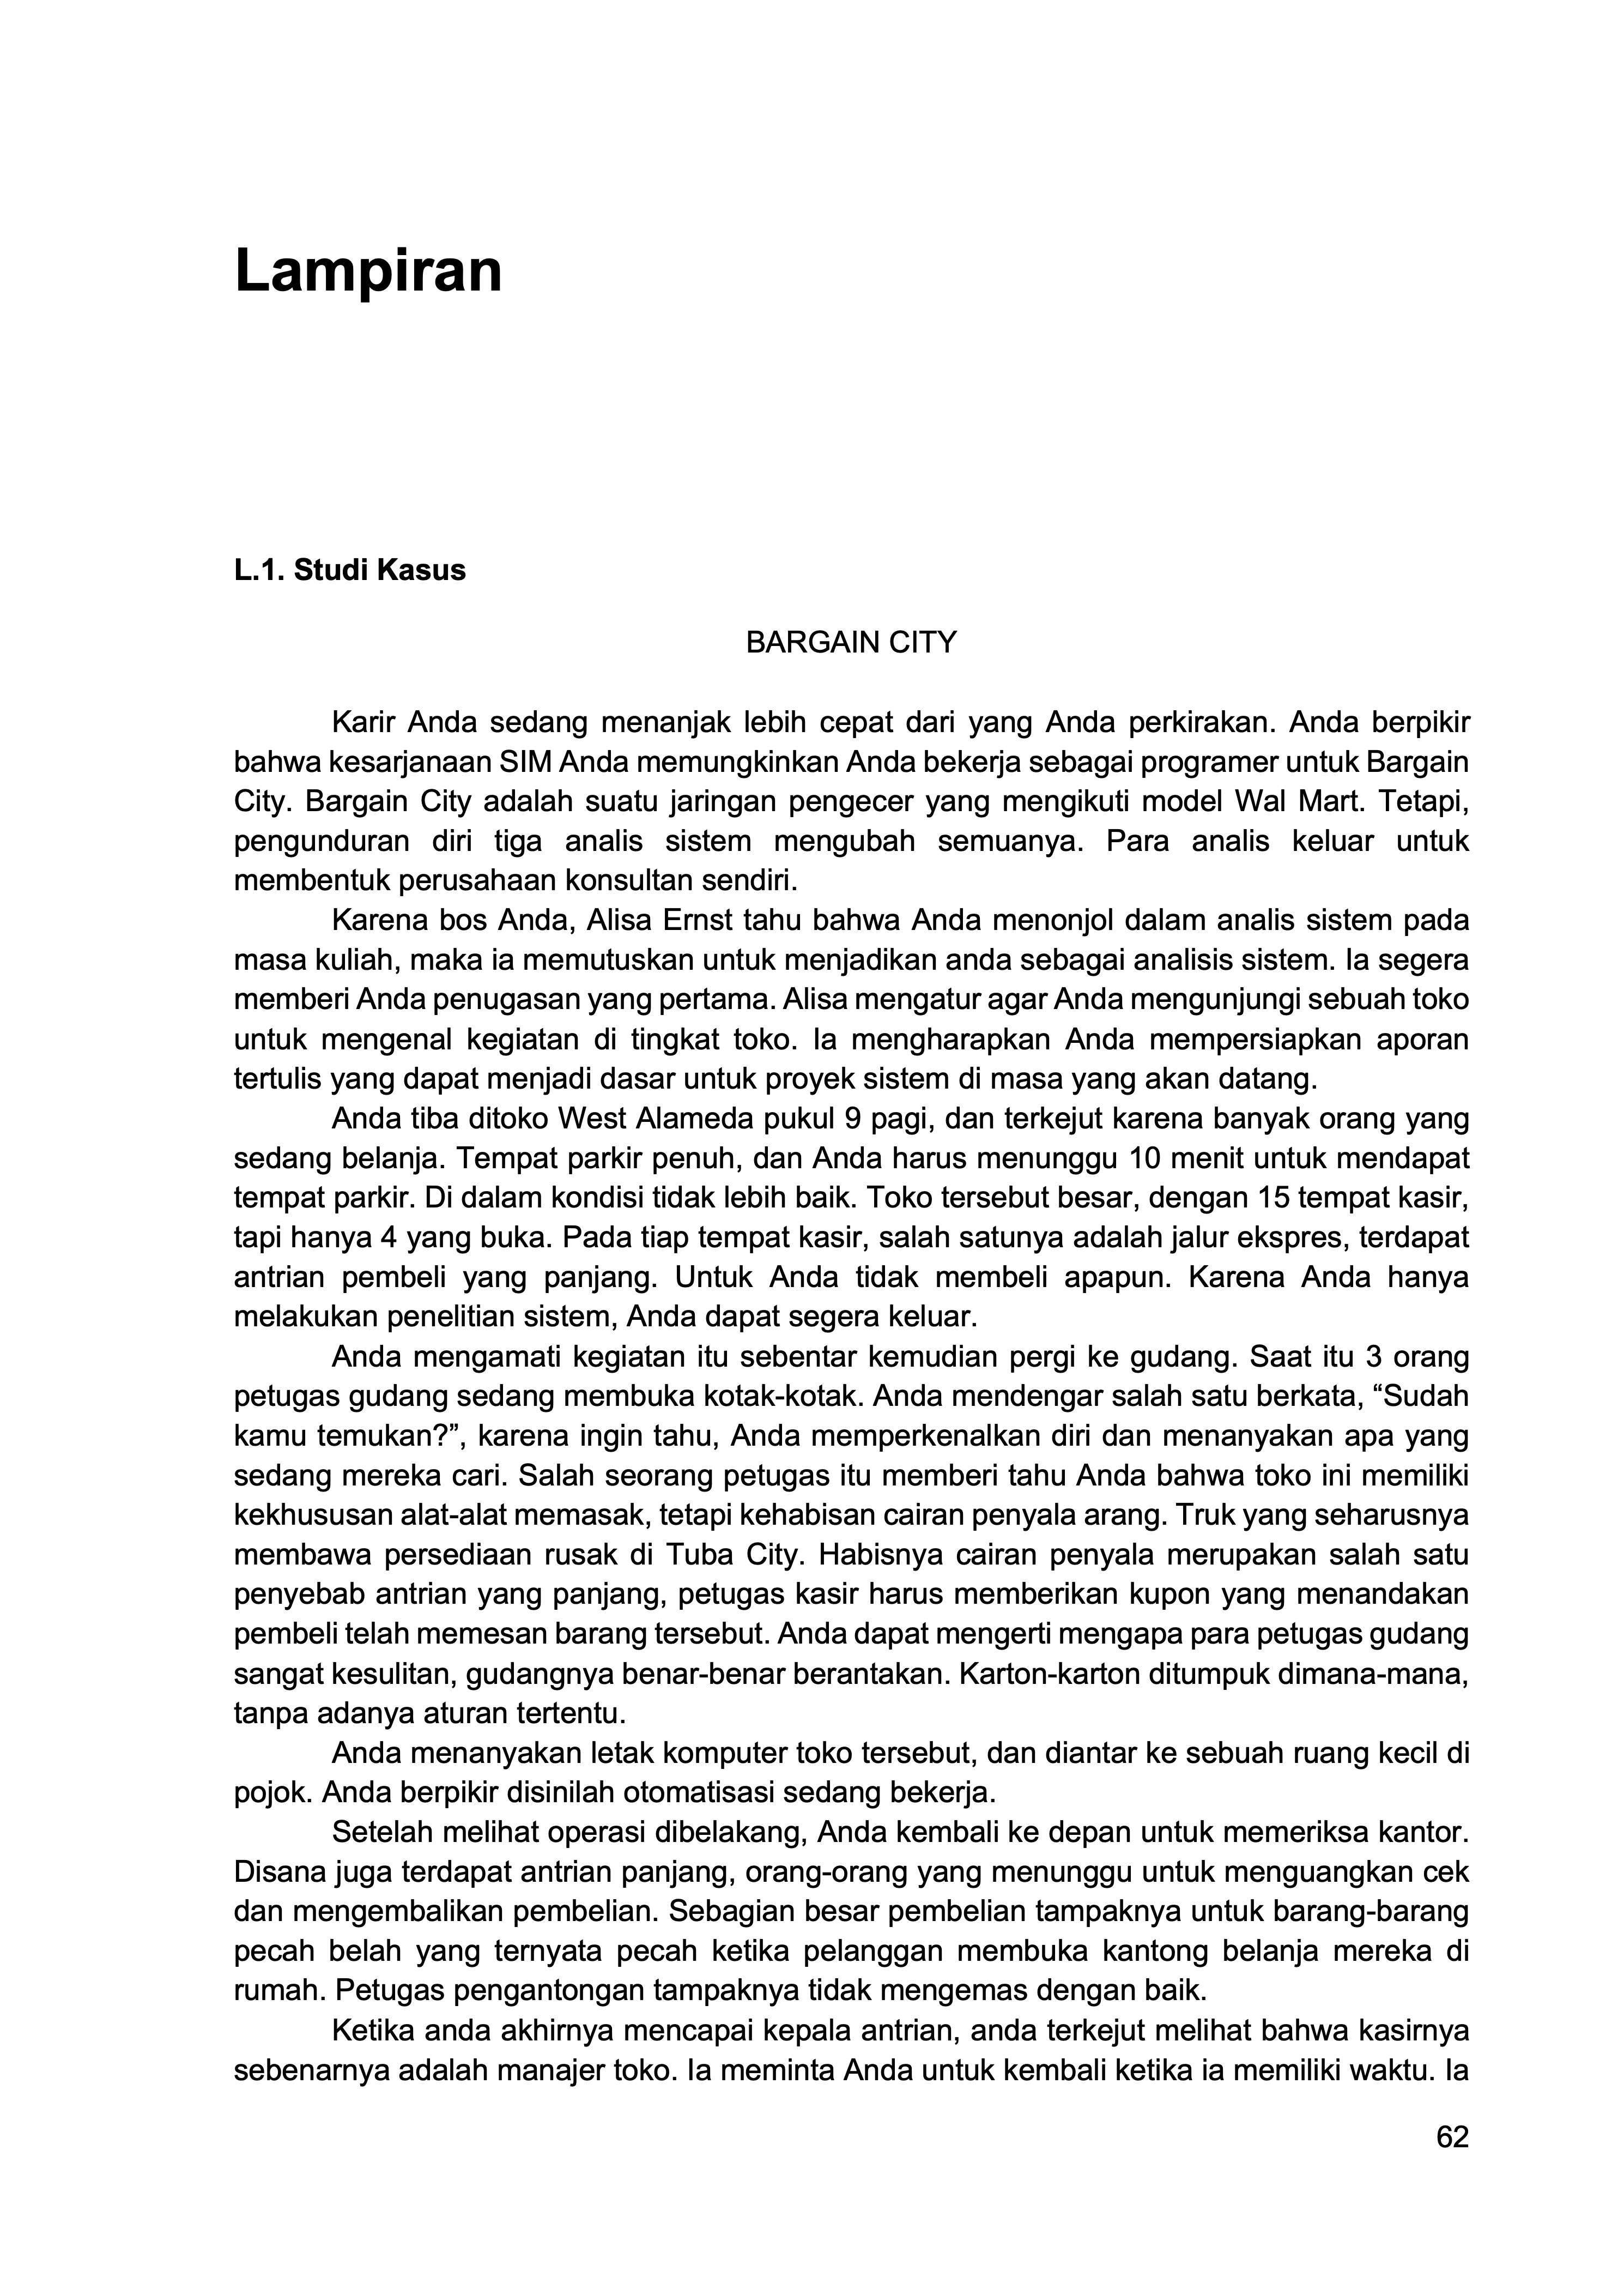 Lampiran
L.1. Studi Kasus
BARGAIN CITY
Karir Anda sedang menanjak lebih cepat dari yang Anda perkirakan. Anda berpikir
bahwa kesarjanaan SIM Anda memungkinkan Anda bekerja sebagai programer untuk Bargain
City. Bargain City adalah suatu jaringan pengecer yang mengikuti model Wal Mart. Tetapi,
pengunduran diri tiga analis sistem mengubah semuanya. Para analis keluar untuk
membentuk perusahaan konsultan sendiri.
Karena bos Anda, Alisa Ernst tahu bahwa Anda menonjol dalam analis sistem pada
masa kuliah, maka ia memutuskan untuk menjadikan anda sebagai analisis sistem. Ia segera
memberi Anda penugasan yang pertama. Alisa mengatur agar Anda mengunjungi sebuah toko
untuk mengenal kegiatan di tingkat toko. Ia mengharapkan Anda mempersiapkan aporan
tertulis yang dapat menjadi dasar untuk proyek sistem di masa yang akan datang.
Anda tiba ditoko West Alameda pukul 9 pagi, dan terkejut karena banyak orang yang
sedang belanja. Tempat parkir penuh, dan Anda harus menunggu 10 menit untuk mendapat
tempat parkir. Di dalam kondisi tidak lebih baik. Toko tersebut besar, dengan 15 tempat kasir,
tapi hanya 4 yang buka. Pada tiap tempat kasir, salah satunya adalah jalur ekspres, terdapat
antrian pembeli yang panjang. Untuk Anda tidak membeli apapun. Karena Anda hanya
melakukan penelitian sistem, Anda dapat segera keluar.
Anda mengamati kegiatan itu sebentar kemudian pergi ke gudang. Saat itu 3 orang
petugas gudang sedang membuka kotak-kotak. Anda mendengar salah satu berkata, “Sudah
kamu temukan?”, karena ingin tahu, Anda memperkenalkan diri dan menanyakan apa yang
sedang mereka cari. Salah seorang petugas itu memberi tahu Anda bahwa toko ini memiliki
kekhususan alat-alat memasak, tetapi kehabisan cairan penyala arang. Truk yang seharusnya
membawa persediaan rusak di Tuba City. Habisnya cairan penyala merupakan salah satu
penyebab antrian yang panjang, petugas kasir harus memberikan kupon yang menandakan
pembeli telah memesan barang tersebut. Anda dapat mengerti mengapa para petugas gudang
sangat kesulitan, gudangnya benar-benar berantakan. Karton-karton ditumpuk dimana-mana,
tanpa adanya aturan tertentu.
Anda menanyakan letak komputer toko tersebut, dan diantar ke sebuah ruang kecil di
pojok. Anda berpikir disinilah otomatisasi sedang bekerja.
Setelah melihat operasi dibelakang, Anda kembali ke depan untuk memeriksa kantor.
Disana juga terdapat antrian panjang, orang-orang yang menunggu untuk menguangkan cek
dan mengembalikan pembelian. Sebagian besar pembelian tampaknya untuk barang-barang
pecah belah yang ternyata pecah ketika pelanggan membuka kantong belanja mereka di
rumah. Petugas pengantongan tampaknya tidak mengemas dengan baik.
Ketika anda akhirnya mencapai kepala antrian, anda terkejut melihat bahwa kasirnya
sebenarnya adalah manajer toko. Ia meminta Anda untuk kembali ketika ia memiliki waktu. Ia
62